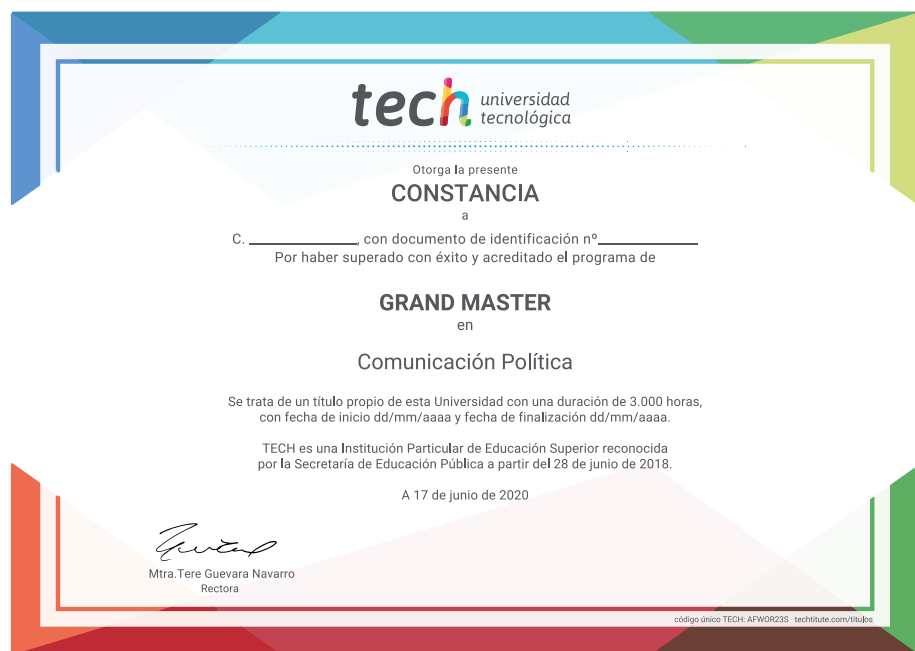 tech universidad
tecnológica
Otorga la presente
CONSTANCIA
a
C. ____________, con documento de identificación nº____________
Por haber superado con éxito y acreditado el programa de
GRAND MASTER
en
Comunicación Política
Se trata de un título propio de esta Universidad con una duración de 3.000 horas,
con fecha de inicio dd/mm/aaaa y fecha de finalización dd/mm/aaaa.
TECH es una Institución Particular de Educación Superior reconocida
por la Secretaría de Educación Pública a partir del 28 de junio de 2018.
A 17 de junio de 2020
Mtra.Tere Guevara Navarro
Rectora
código único TECH: AFWOR23S techtitute.com/titulos